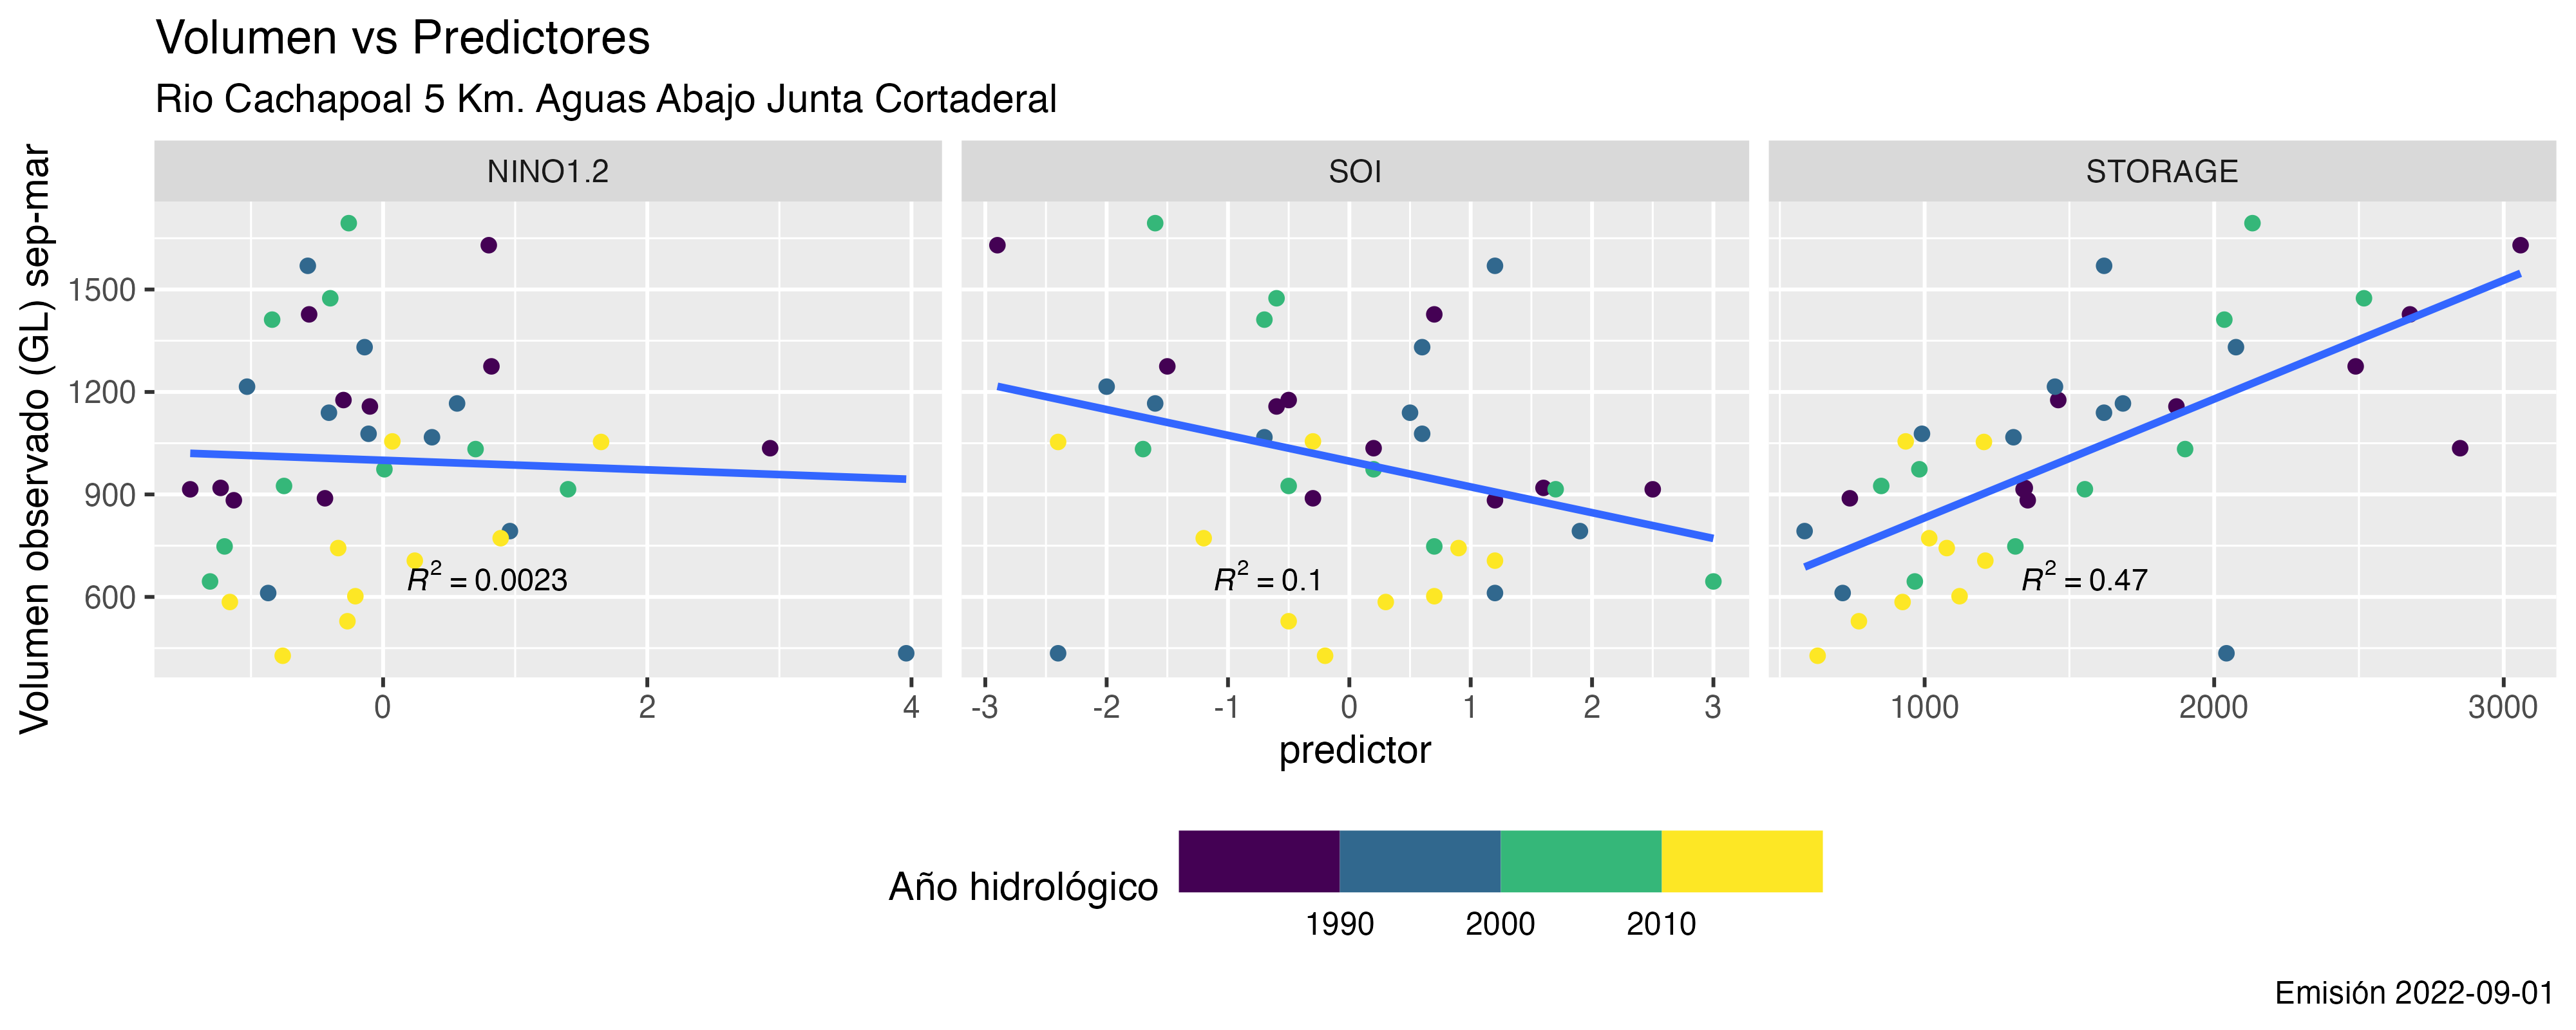 Volumen vs Predictores
Rio Cachapoal 5 Km. Aguas Abajo Junta Cortaderal
NINO1.2
SOI
STORAGE
Volumen observado (GL) sep-mar
1500
1200
900
600
R² = 0.0023
R² = 0.1
R² = 0.47
0 2 4
-3 -2 -1 0 1 2 3
1000 2000 3000
predictor
Año hidrológico
1990 2000 2010
Emisión 2022-09-01